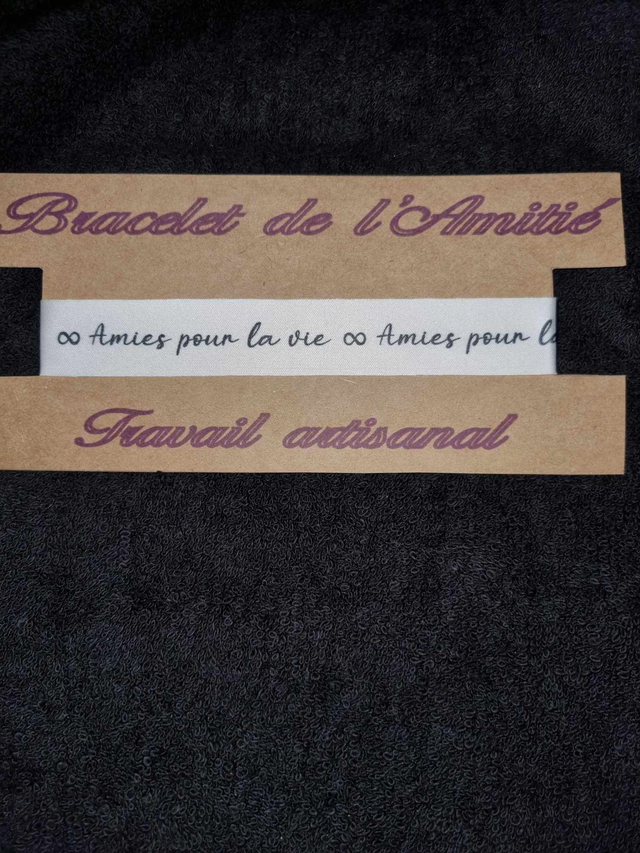 Bracelet de l'Amitié
∞ Amies pour la vie ∞ Amies pour la
Travail artisanal